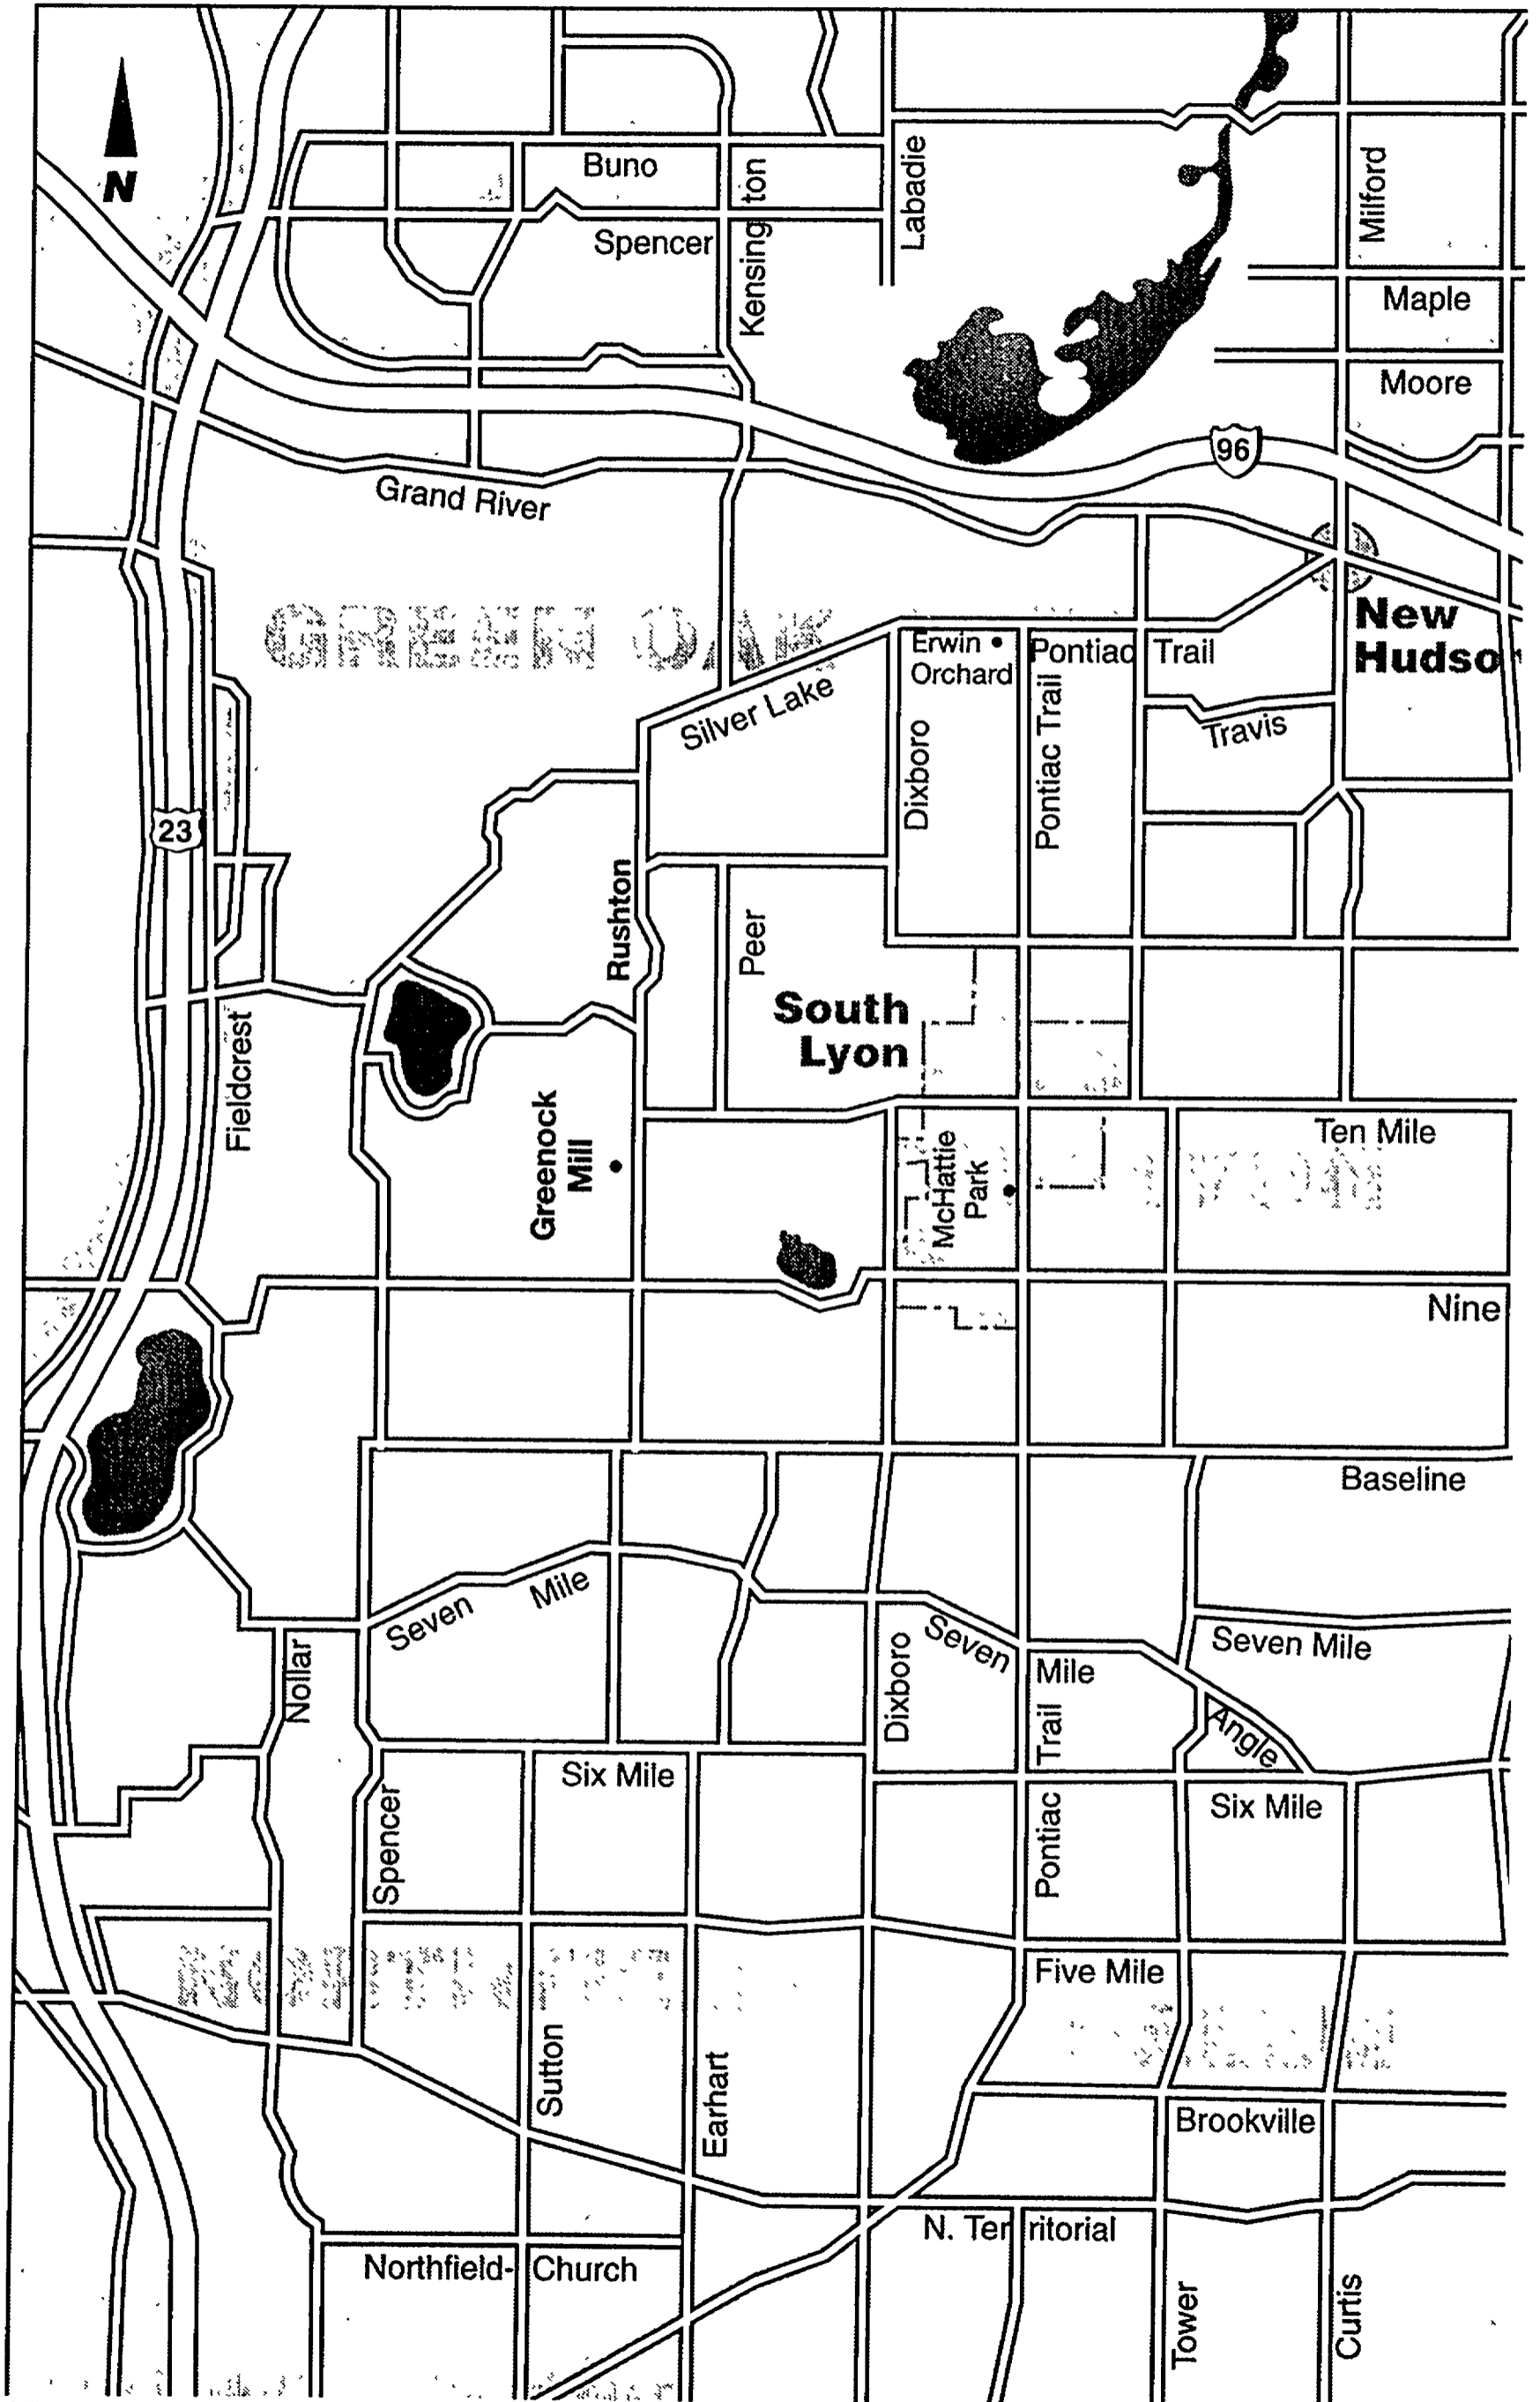 N
Buno
Kensington
Labadie
Milford
Spencer
Maple
Moore
96
Grand River
GREEN OAK
New
Hudso
Erwin
Orchard
Pontiac Trail
Silver Lake
Dixboro
Pontiac Trail
Travis
23
Rushton
Peer
South
Lyon
Fieldcrest
Greenock
Mill
McHattie
Park
Ten Mile
Nine
Baseline
Seven Mile
Seven Mile
Seven Mile
Nollar
Dixboro
Angle
Pontiac Trail
Six Mile
Six Mile
Spencer
Five Mile
Sutton
Earhart
Brookville
N. Territorial
Northfield-Church
Tower
Curtis